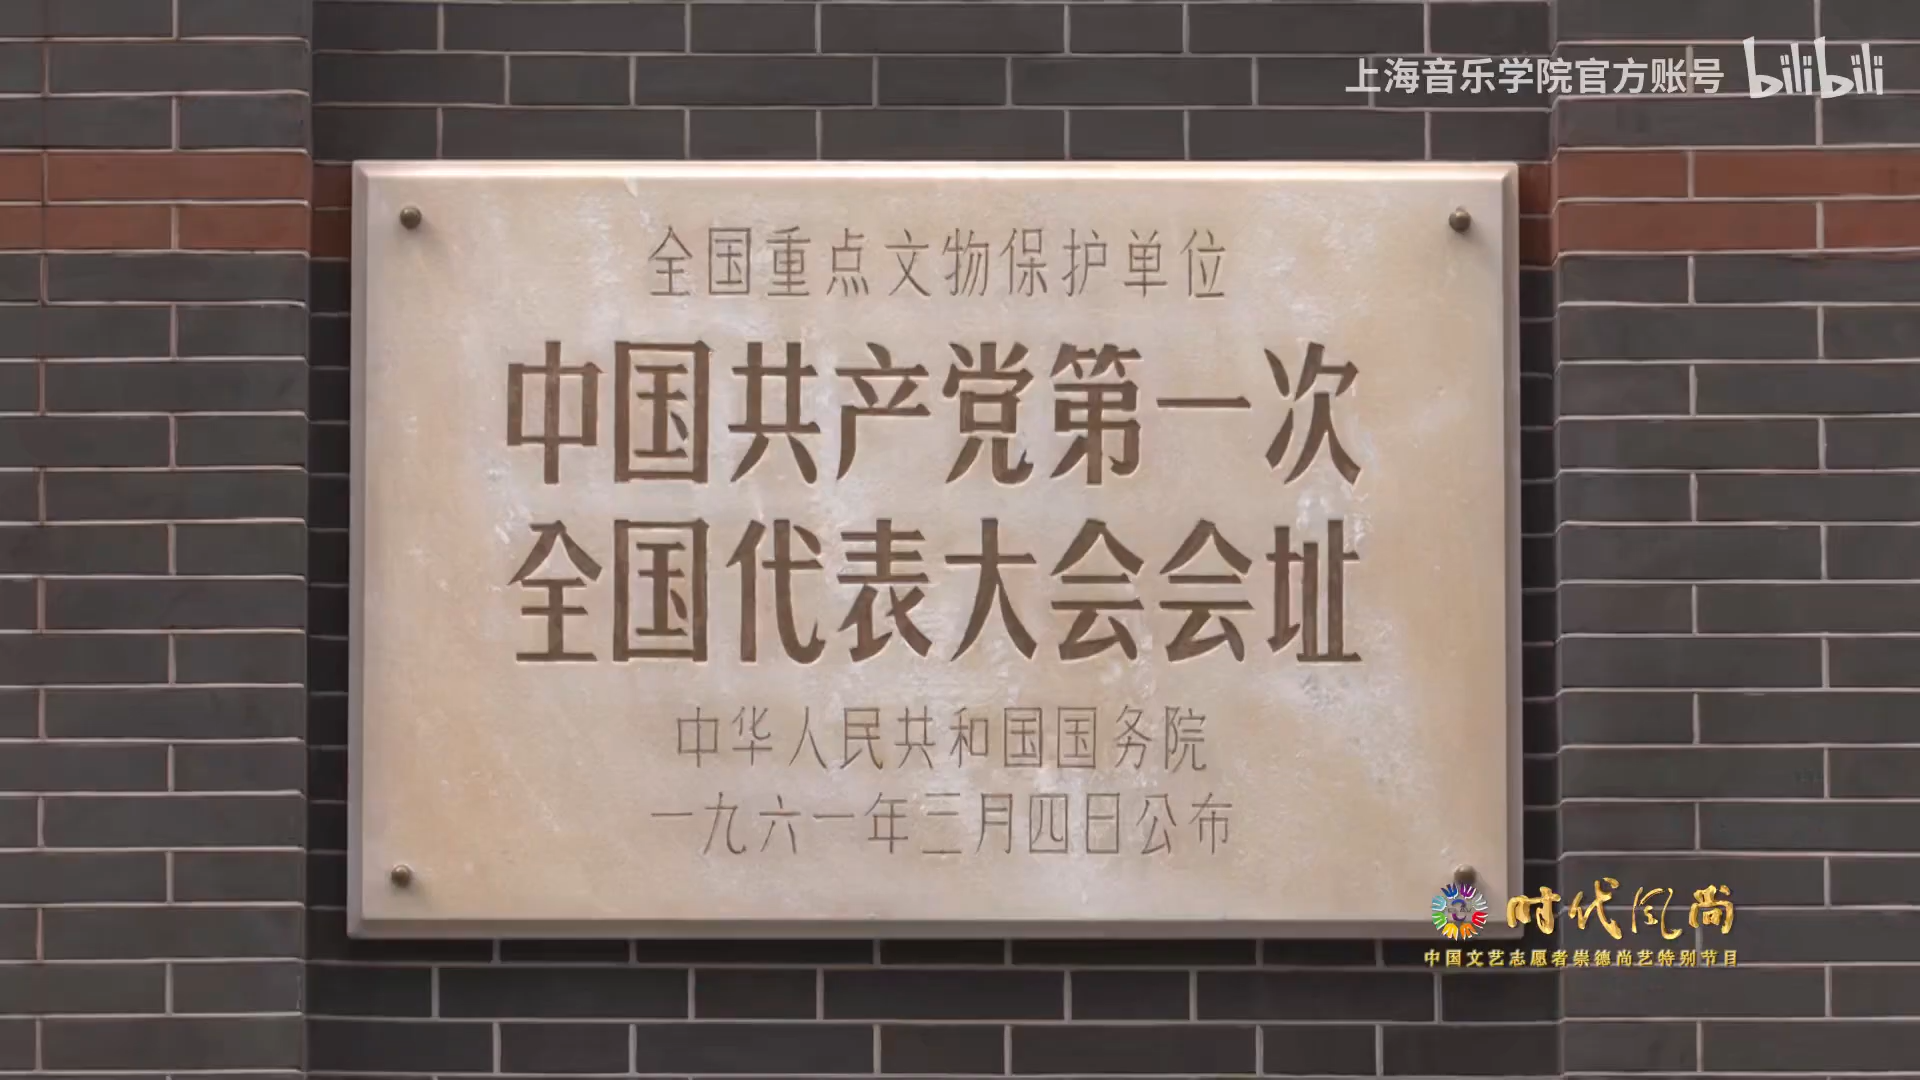 上海音乐学院官方账号 bilibili
全国重点文物保护单位
中国共产党第一次
全国代表大会会址
中华人民共和国国务院
一九六一年三月四日公布
时代风尚
中国文艺志愿者崇德尚艺特别节目